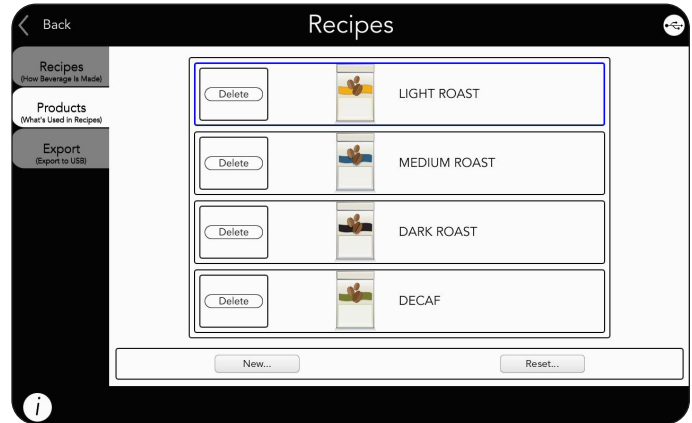 Back
Recipes
Recipes
(How Beverage Is Made)
Products
(What's Used in Recipes)
Export
(Export to USB)
Delete
LIGHT ROAST
Delete
MEDIUM ROAST
Delete
DARK ROAST
Delete
DECAF
New...
Reset...
i